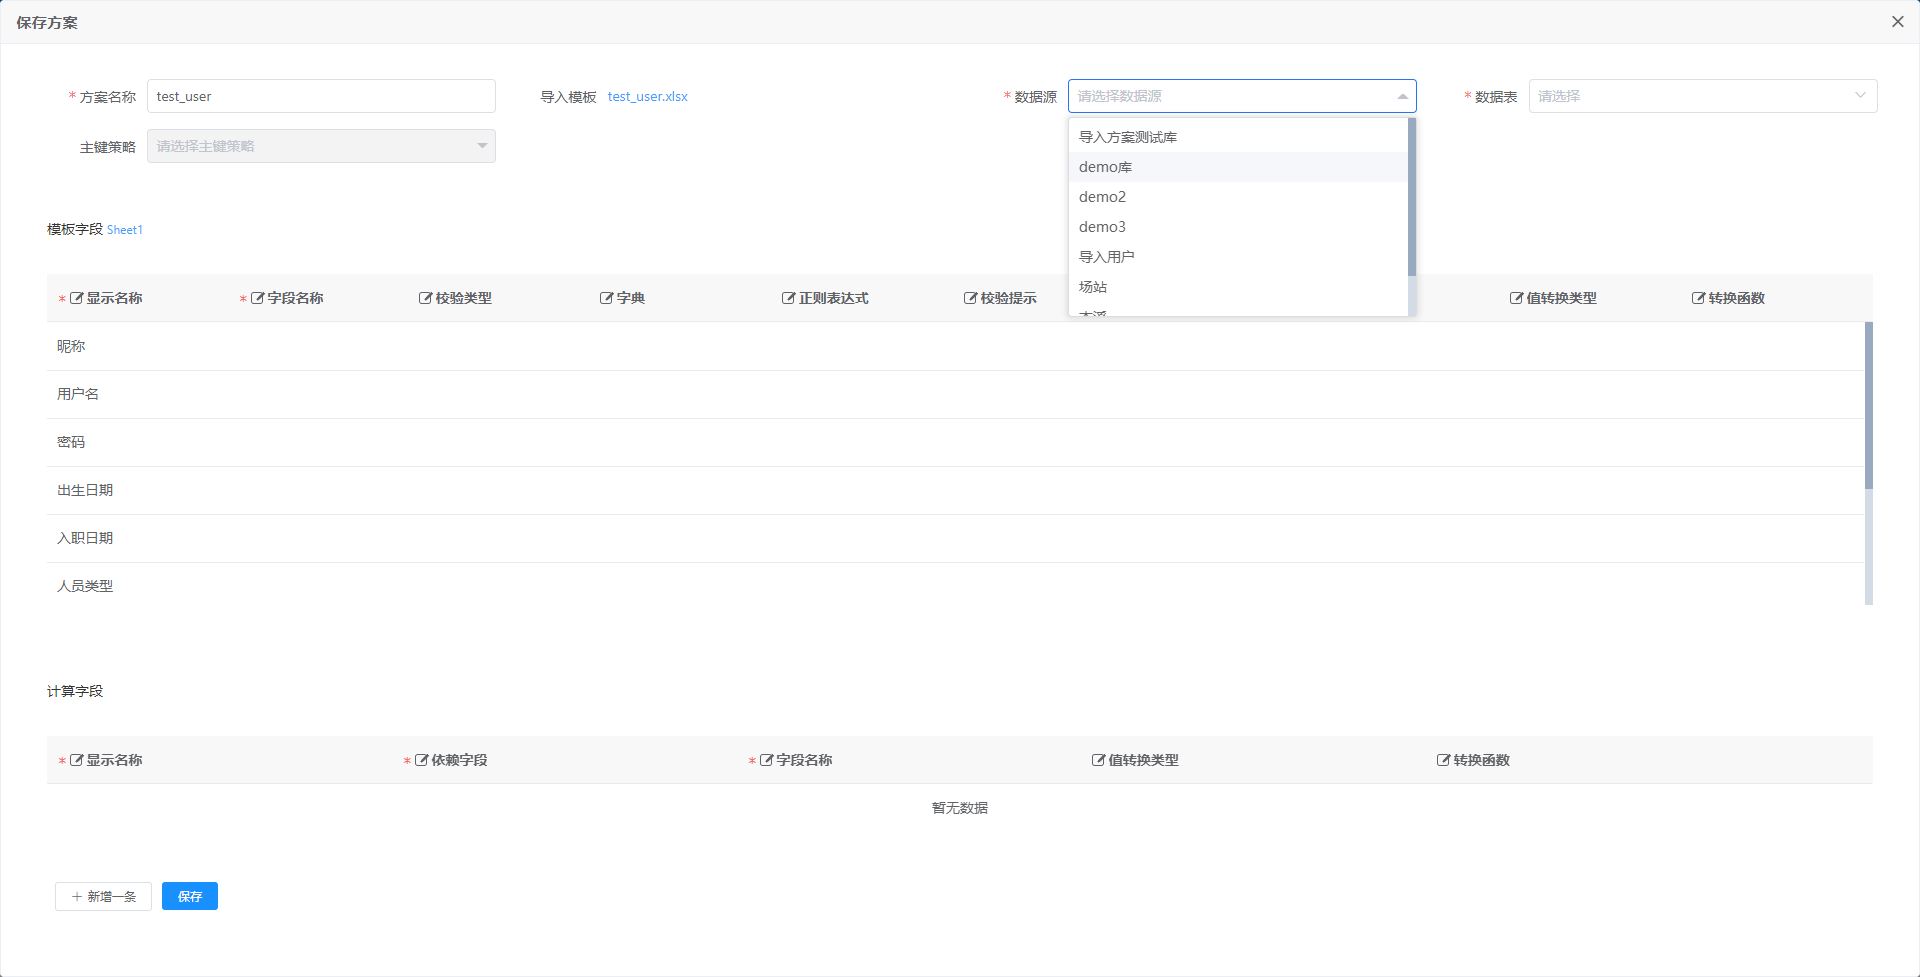 保存方案
* 方案名称 test_user 导入模板 test_user.xlsx * 数据源 请选择数据源 * 数据表 请选择
主键策略 请选择主键策略
导入方案测试库
demo库
demo2
demo3
导入用户
场站
模板字段 Sheet1
* 显示名称 * 字段名称 校验类型 字典 正则表达式 校验提示 值转换类型 转换函数
昵称
用户名
密码
出生日期
入职日期
人员类型
计算字段
* 显示名称 * 依赖字段 * 字段名称 值转换类型 转换函数
暂无数据
+ 新增一条 保存